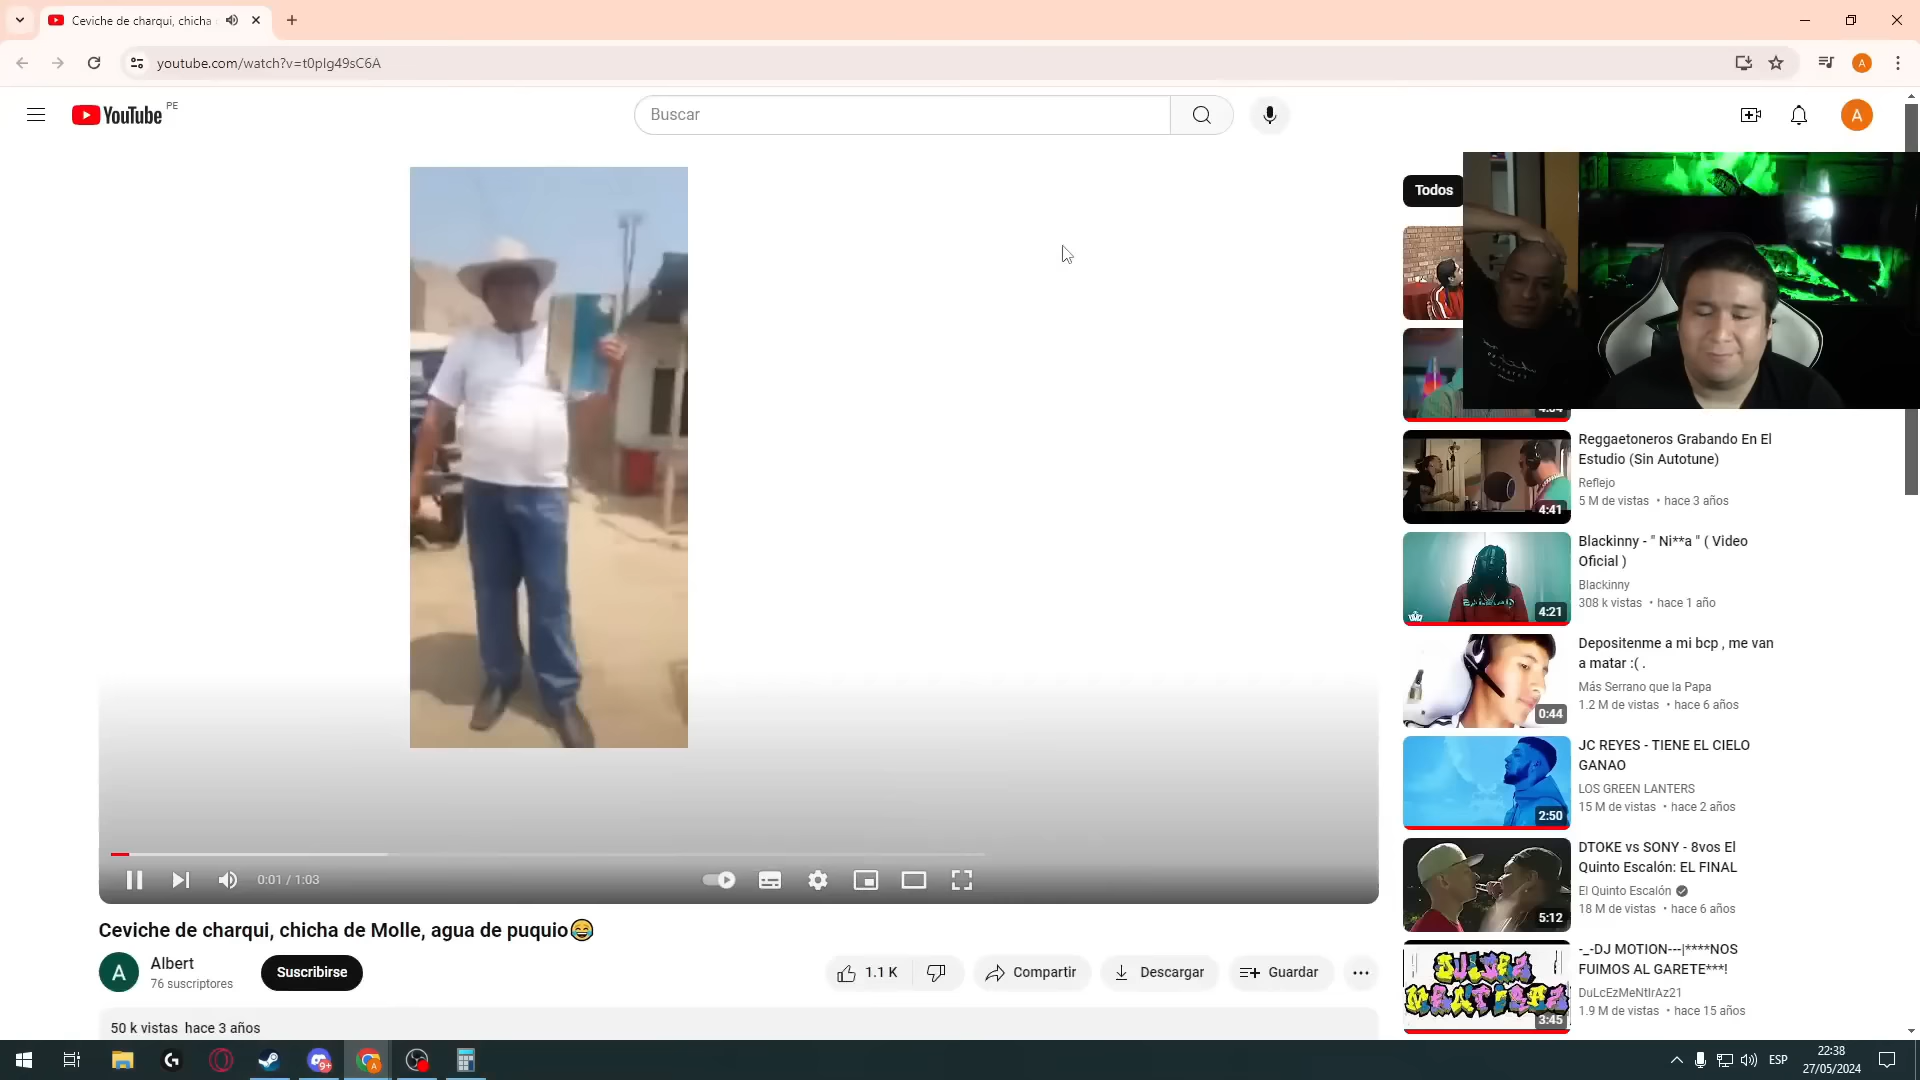 Ceviche de charqui, chicha
youtube.com/watch?v=t0pIg49sC6A
A
YouTube PE
Buscar
A
Todos
4:04
Reggaetoneros Grabando En El
Estudio (Sin Autotune)
Reflejo
5 M de vistas • hace 3 años
4:41
Blackinny - " Ni**a " ( Video
Oficial )
Blackinny
308 k vistas • hace 1 año
4:21
Depositenme a mi bcp , me van
a matar :( .
Más Serrano que la Papa
1.2 M de vistas • hace 6 años
0:44
JC REYES - TIENE EL CIELO
GANAO
LOS GREEN LANTERS
15 M de vistas • hace 2 años
2:50
DTOKE vs SONY - 8vos El
Quinto Escalón: EL FINAL
El Quinto Escalón
18 M de vistas • hace 6 años
5:12
-_-DJ MOTION---|****NOS
FUIMOS AL GARETE***!
DuLcEzMeNtIrAz21
1.9 M de vistas • hace 15 años
3:45
0:01 / 1:03
Ceviche de charqui, chicha de Molle, agua de puquio😂
A
Albert
76 suscriptores
Suscribirse
1.1 K
Compartir
Descargar
Guardar
50 k vistas hace 3 años
9+
A
ESP
22:38
27/05/2024